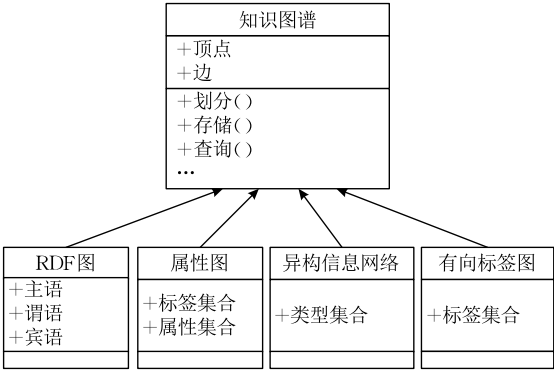 知识图谱
+顶点
+边
+划分()
+存储()
+查询()
...
RDF图
+主语
+谓语
+宾语
属性图
+标签集合
+属性集合
异构信息网络
+类型集合
有向标签图
+标签集合